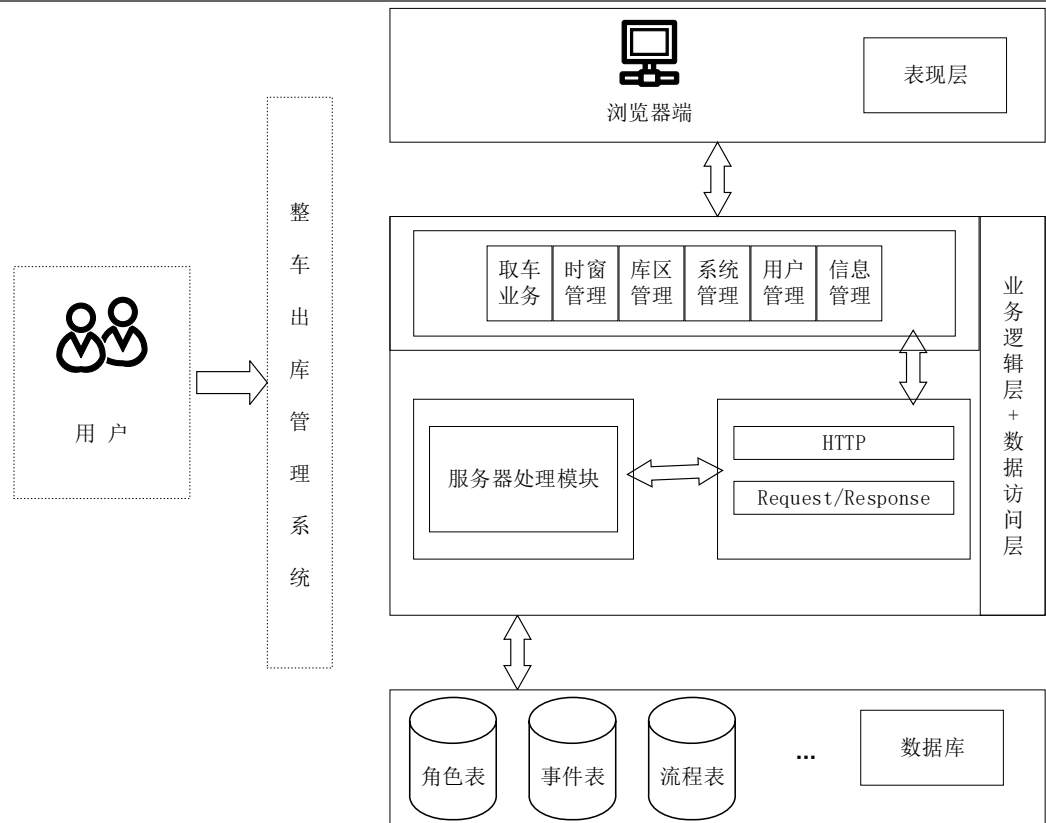 浏览器端
表现层
整车出库管理系统
用 户
取车
业务
时窗
管理
库区
管理
系统
管理
用户
管理
信息
管理
业务逻辑层+数据访问层
服务器处理模块
HTTP
Request/Response
角色表
事件表
流程表
...
数据库